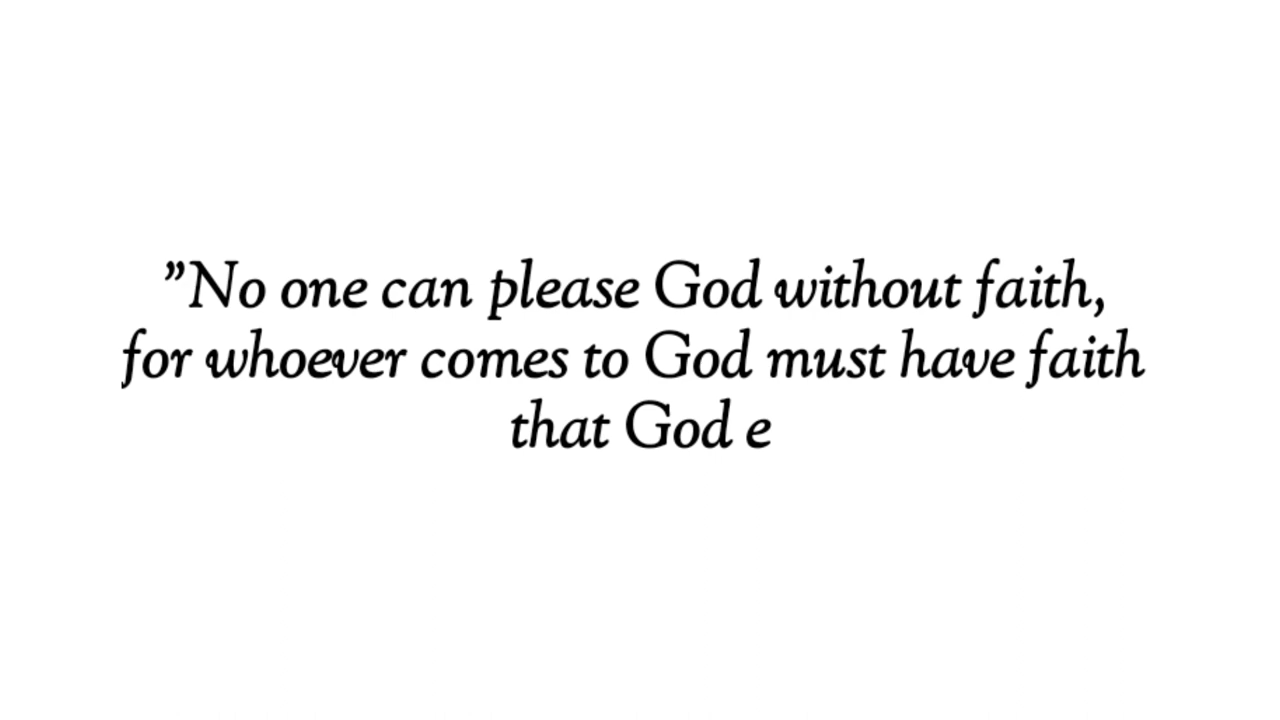 ”No one can please God without faith,
for whoever comes to God must have faith
that God e